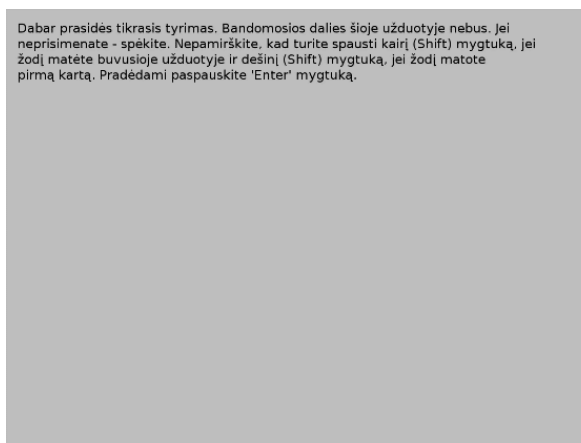 Dabar prasidės tikrasis tyrimas. Bandomosios dalies šioje užduotyje nebus. Jei
neprisimenate - spėkite. Nepamirškite, kad turite spausti kairį (Shift) mygtuką, jei
žodį matėte buvusioje užduotyje ir dešinį (Shift) mygtuką, jei žodį matote
pirmą kartą. Pradėdami paspauskite 'Enter' mygtuką.